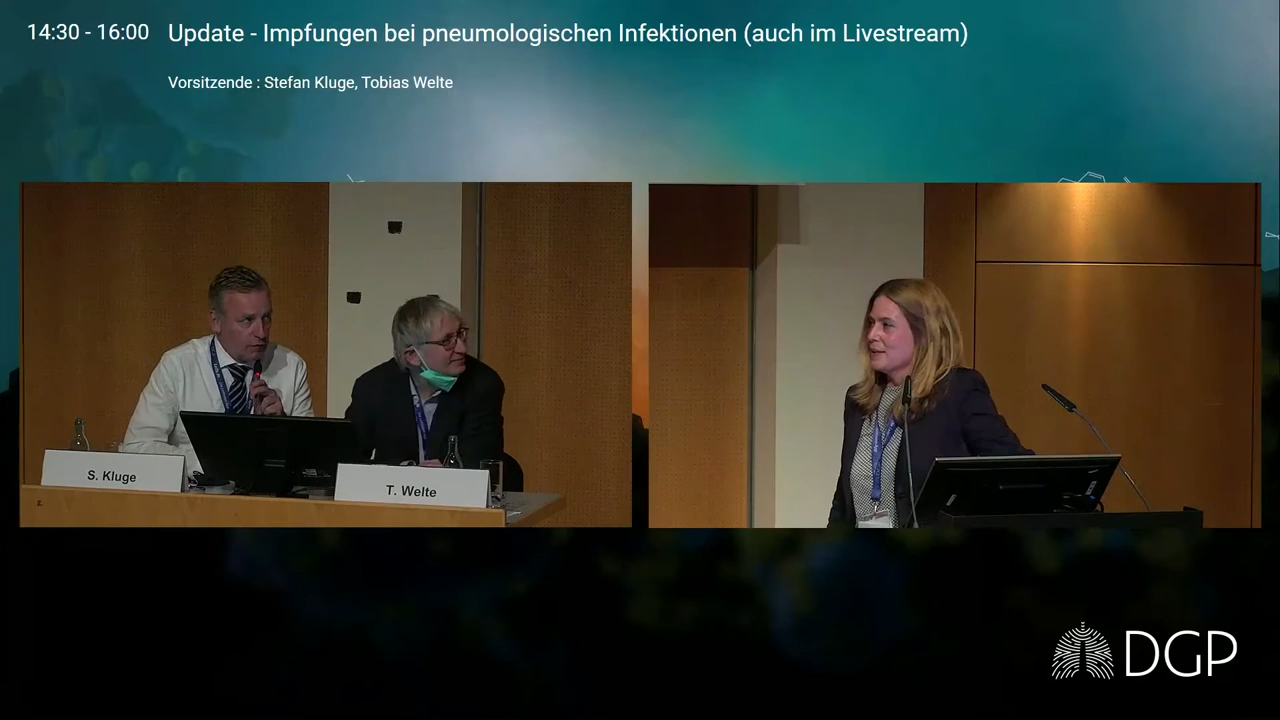 14:30 - 16:00 Update - Impfungen bei pneumologischen Infektionen (auch im Livestream)
Vorsitzende : Stefan Kluge, Tobias Welte
S. Kluge
T. Welte
DGP